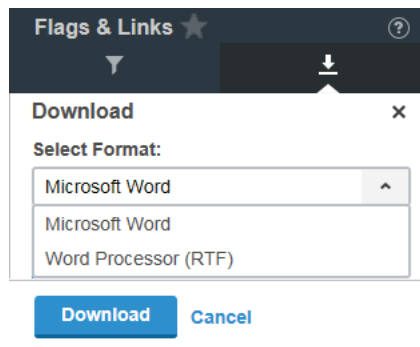 Flags & Links
?
Download
Select Format:
Microsoft Word
Microsoft Word
Word Processor (RTF)
Download Cancel